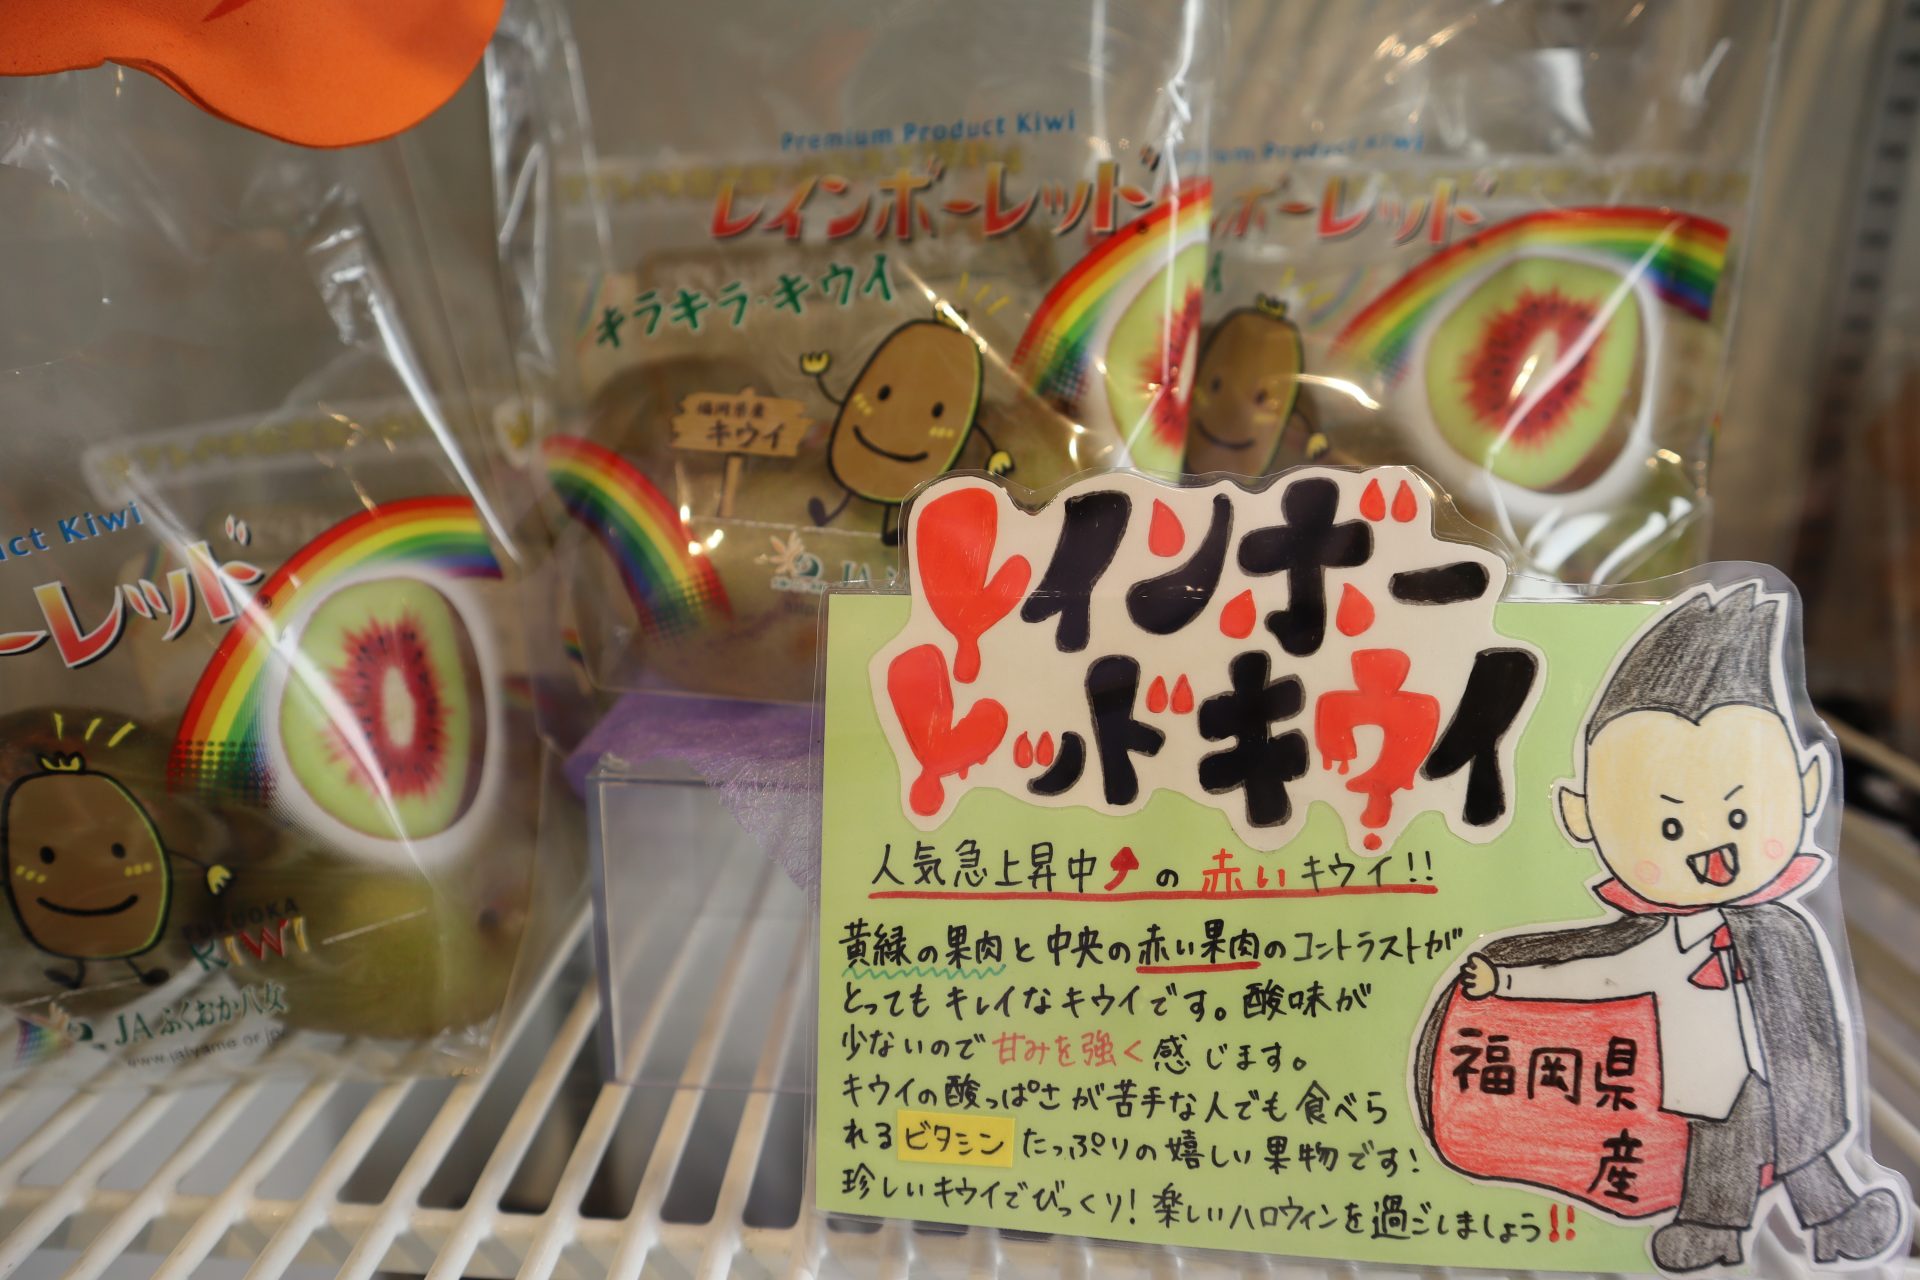 Premium Product Kiwi
レインボーレッド
キラキラ・キウイ
福岡県産
キウイ
JA
Kiwi
ーレッド
FUKUOKA
KiWi
JAふくおか八女
レインボー
レッドキウイ
人気急上昇中の赤いキウイ!!
黄緑の果肉と中央の赤い果肉のコントラストが
とってもキレイなキウイです。酸味が
少ないので甘みを強く感じます。
キウイの酸っぱさが苦手な人でも食べら
れるビタシンたっぷりの嬉しい果物です!
珍しいキウイでびっくり!楽しいハロウィンを過ごしましょう!!
福岡県
産